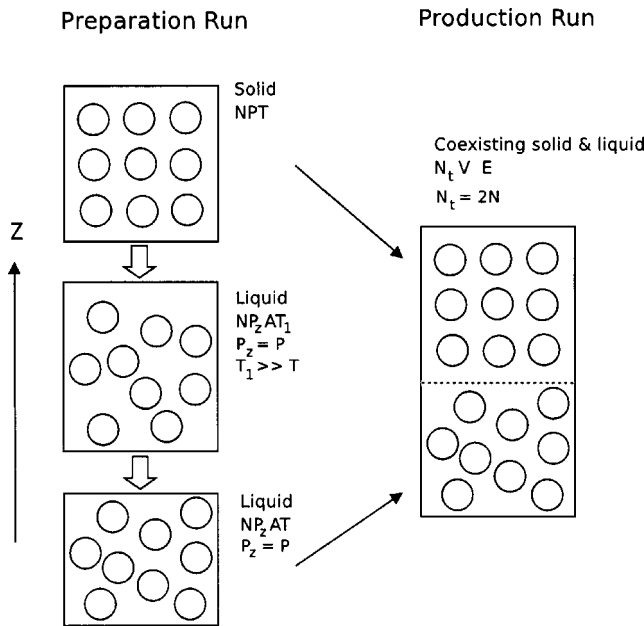 Preparation Run
Production Run
Solid
NPT
Coexisting solid & liquid
N_t V E
N_t = 2N
Z
Liquid
NP_zAT_1
P_z = P
T_1 >> T
Liquid
NP_zAT
P_z = P